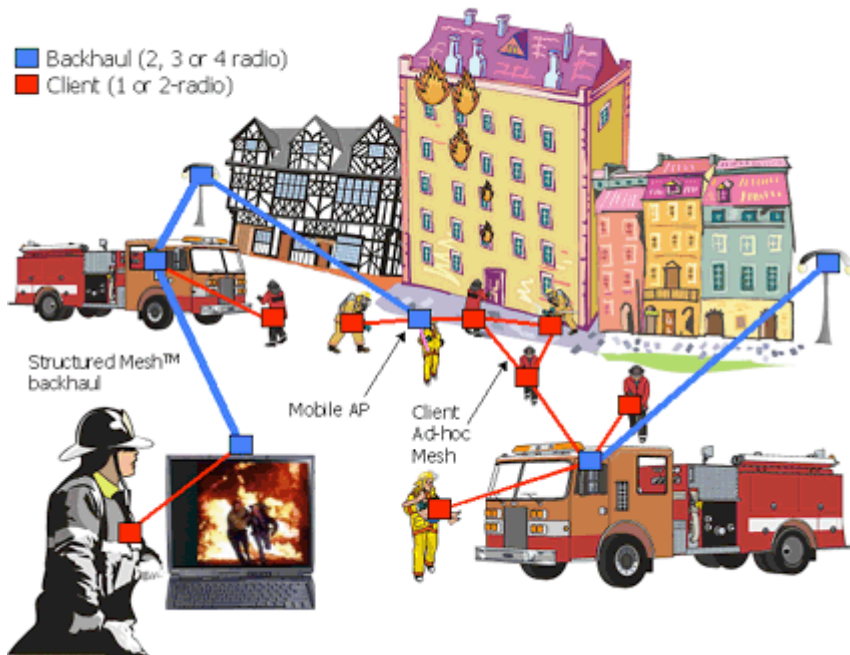 Backhaul (2, 3 or 4 radio)
Client (1 or 2-radio)
Structured Mesh™
backhaul
Mobile AP
Client
Ad-hoc
Mesh